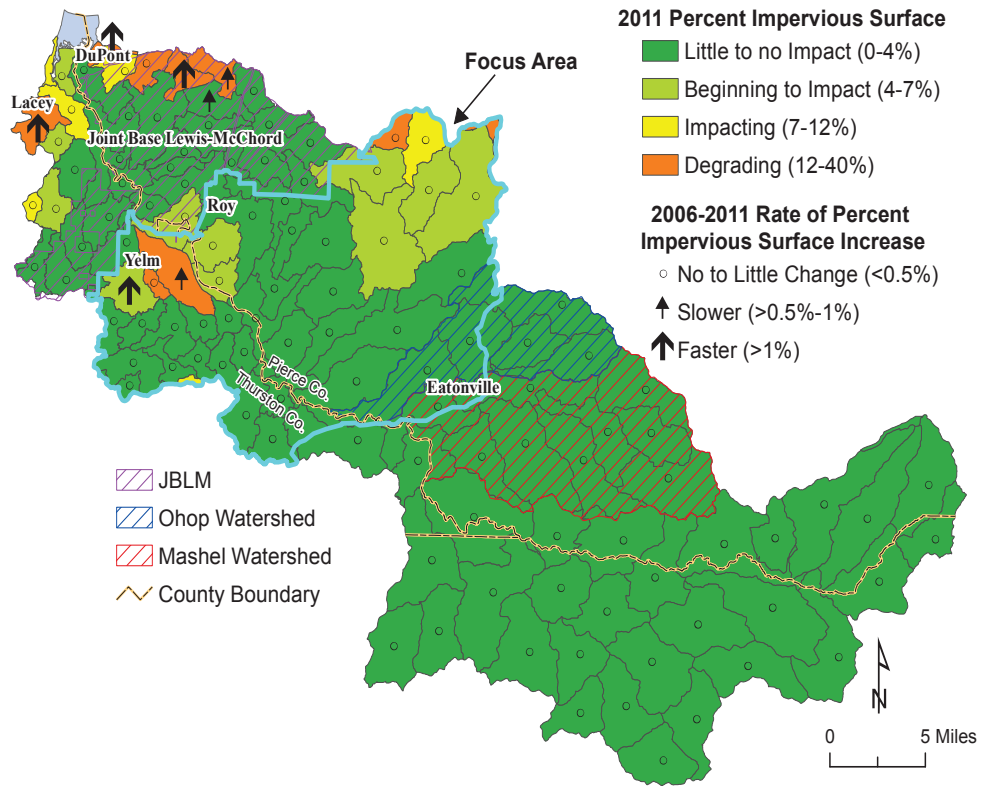 2011 Percent Impervious Surface
Little to no Impact (0-4%)
Beginning to Impact (4-7%)
Impacting (7-12%)
Degrading (12-40%)
2006-2011 Rate of Percent
Impervious Surface Increase
No to Little Change (<0.5%)
Slower (>0.5%-1%)
Faster (>1%)
Focus Area
DuPont
Lacey
Joint Base Lewis-McChord
Roy
Yelm
Pierce Co.
Thurston Co.
Eatonville
JBLM
Ohop Watershed
Mashel Watershed
County Boundary
N
0 5 Miles